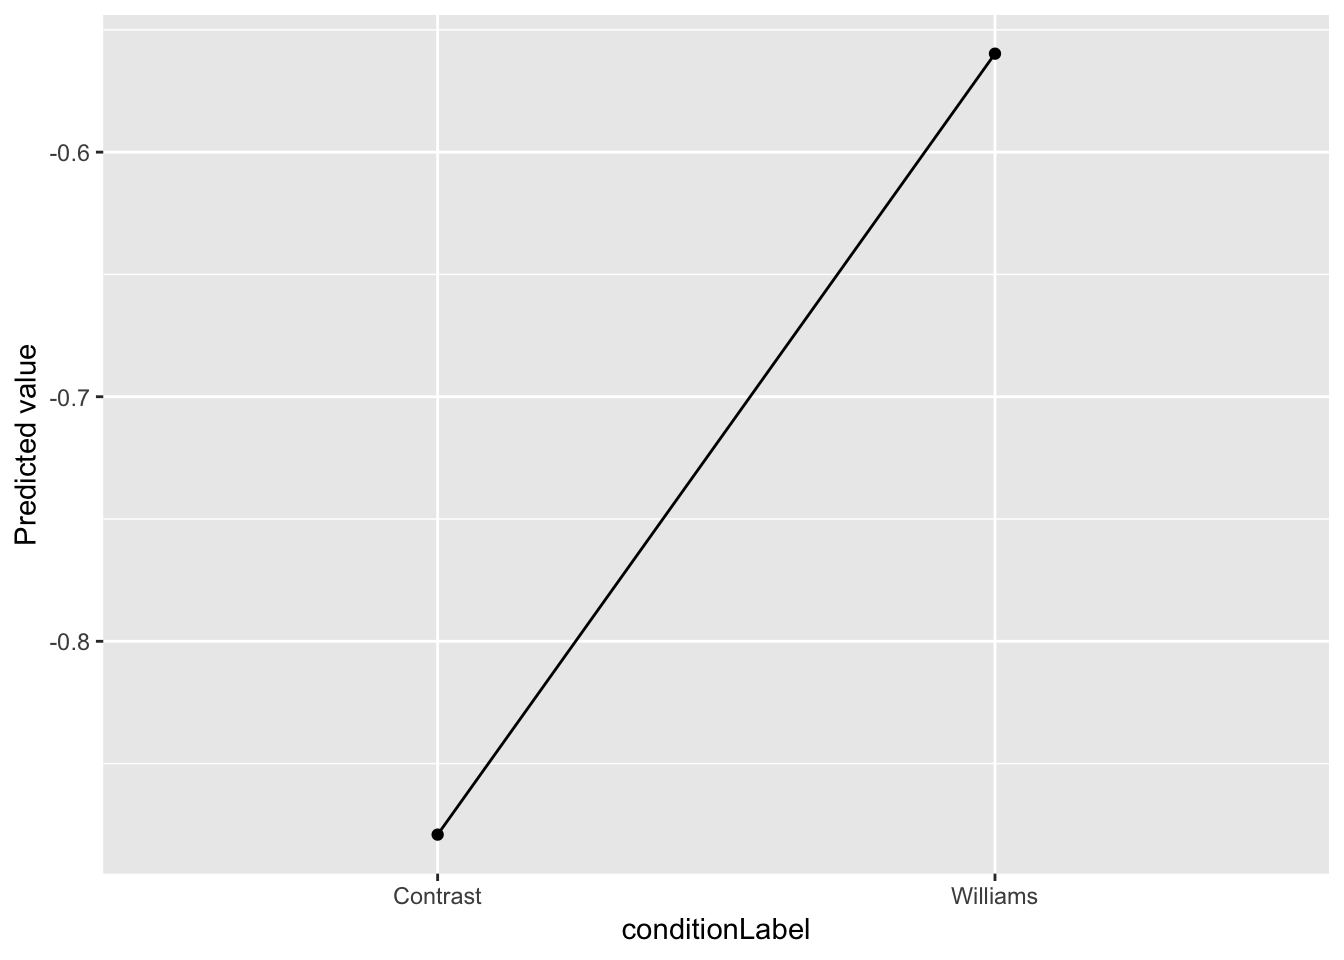 Predicted value
-0.6
-0.7
-0.8
Contrast
Williams
conditionLabel